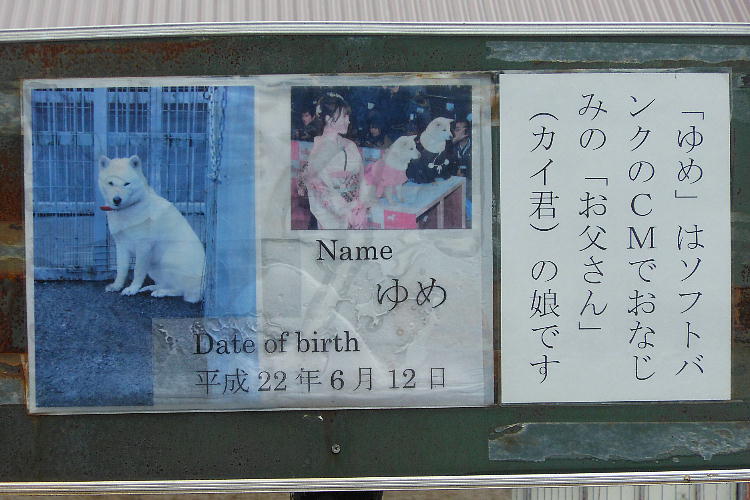 Name
ゆめ
Date of birth
平成22年6月12日
「ゆめ」はソフトバ
ンクのCMでおなじ
みの「お父さん」
（カイ君）の娘です